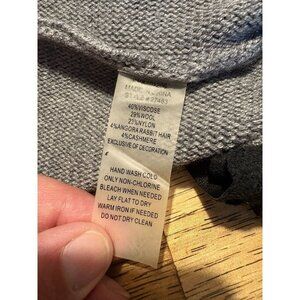 MADE IN CHINA
40%VISCOSE
29%WOOL
23%NYLON
4%ANGORA RABBIT HAIR
4%CASHMERE
EXCLUSIVE OF DECORATION
HAND WASH COLD
ONLY NON-CHLORINE
BLEACH WHEN NEEDED
LAY FLAT TO DRY
WARM IRON IF NEEDED
DO NOT DRY CLEAN